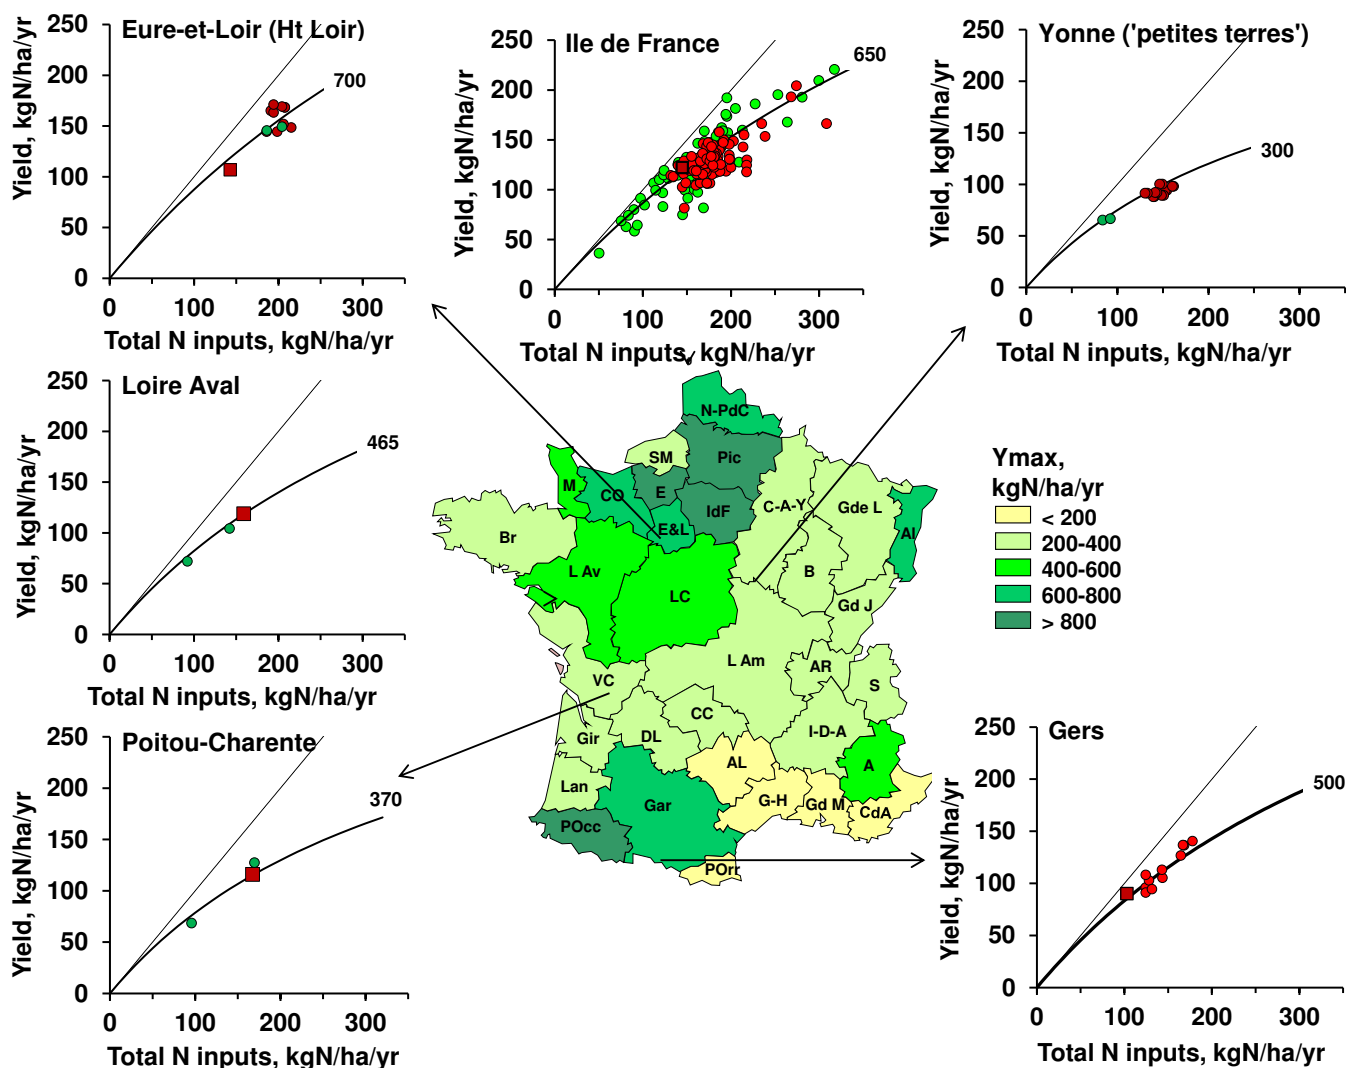 Eure-et-Loir (Ht Loir)
Yield, kgN/ha/yr
250
200
150
100
50
0
700
0 100 200 300
Total N inputs, kgN/ha/yr
Ile de France
Yield, kgN/ha/yr
250
200
150
100
50
0
650
0 100 200 300
Total N inputs, kgN/ha/yr
Yonne ('petites terres')
Yield, kgN/ha/yr
250
200
150
100
50
0
300
0 100 200 300
Total N inputs, kgN/ha/yr
Loire Aval
Yield, kgN/ha/yr
250
200
150
100
50
0
465
0 100 200 300
Total N inputs, kgN/ha/yr
N-PdC
SM
Pic
M
CO
E
IdF
C-A-Y
Gde L
E&L
Al
Br
L Av
LC
B
Gd J
L Am
AR
VC
S
CC
Gir
DL
I-D-A
AL
A
Lan
Gar
G-H
Gd M
CdA
POcc
POrr
Ymax,
kgN/ha/yr
< 200
200-400
400-600
600-800
> 800
Poitou-Charente
Yield, kgN/ha/yr
250
200
150
100
50
0
370
0 100 200 300
Total N inputs, kgN/ha/yr
Gers
Yield, kgN/ha/yr
250
200
150
100
50
0
500
0 100 200 300
Total N inputs, kgN/ha/yr